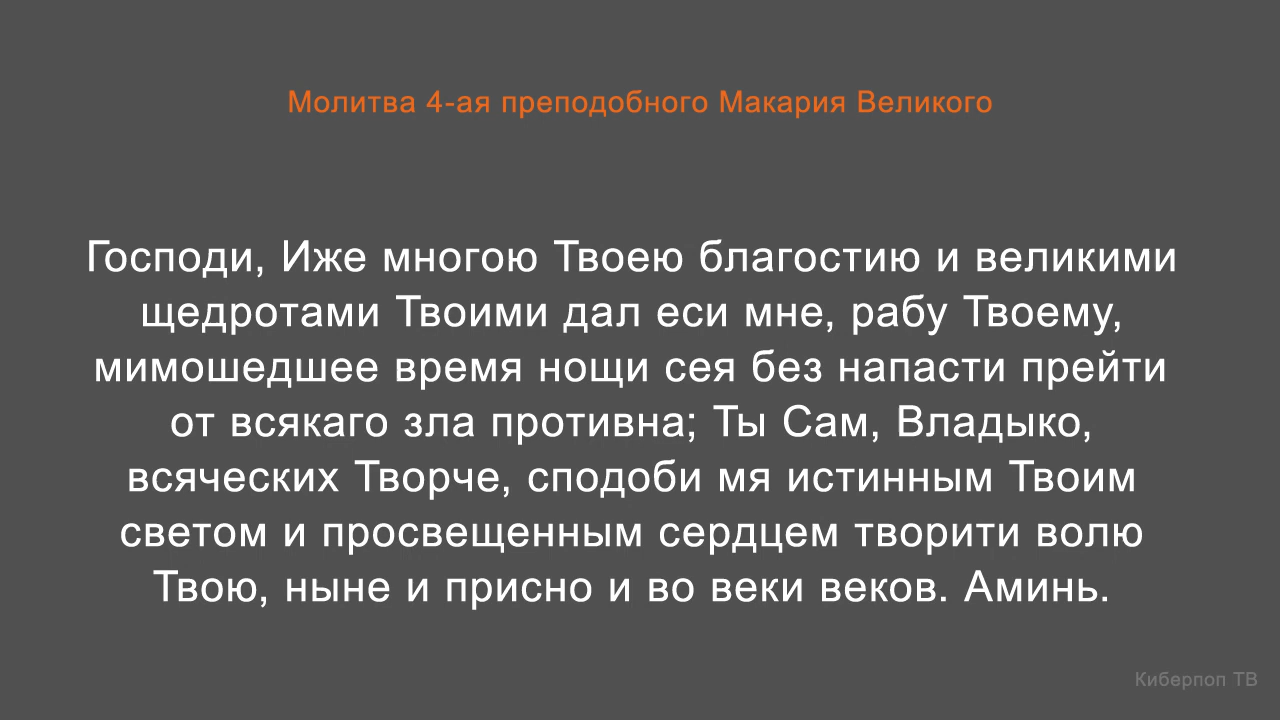 Молитва 4-ая преподобного Макария Великого
Господи, Иже многою Твоею благостию и великими
щедротами Твоими дал еси мне, рабу Твоему,
мимошедшее время нощи сея без напасти прейти
от всякаго зла противна; Ты Сам, Владыко,
всяческих Творче, сподоби мя истинным Твоим
светом и просвещенным сердцем творити волю
Твою, ныне и присно и во веки веков. Аминь.
Киберпоп ТВ